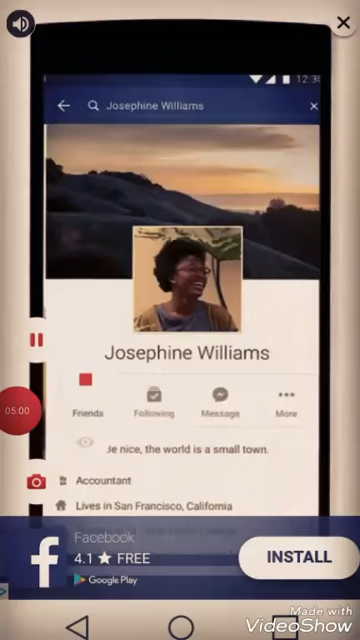 12:30
Josephine Williams
Josephine Williams
Friends
Following
Message
More
nice, the world is a small town.
Accountant
Lives in San Francisco, California
05:00
Facebook
4.1 ★ FREE
Google Play
INSTALL
Made with
VideoShow